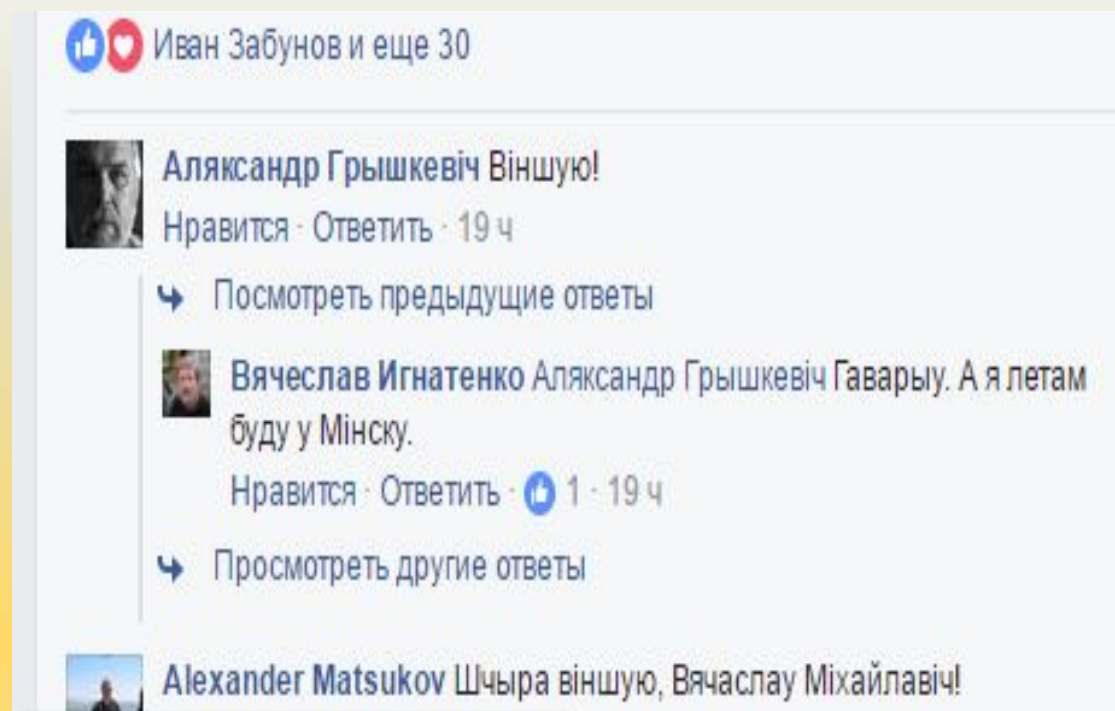 Иван Забунов и еще 30
Аляксандр Грышкевіч Віншую!
Нравится · Ответить · 19 ч
Посмотреть предыдущие ответы
Вячеслав Игнатенко Аляксандр Грышкевіч Гаварыу. А я летам
буду у Мінску.
Нравится · Ответить · 1 · 19 ч
Просмотреть другие ответы
Alexander Matsukov Шчыра віншую, Вячаслау Міхайлавіч!